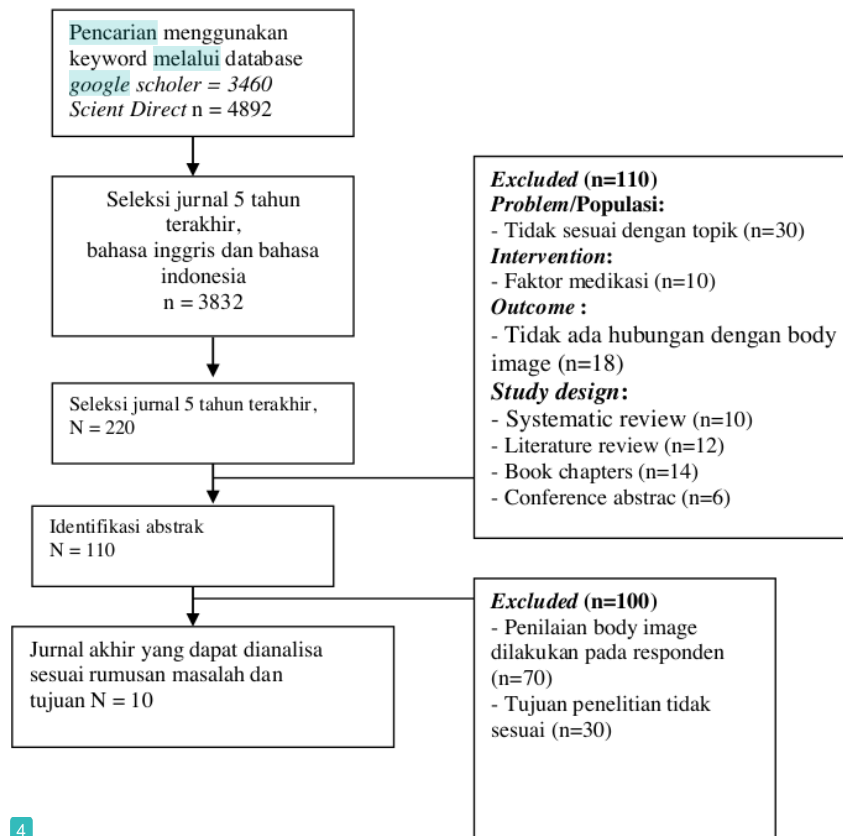 Pencarian menggunakan
keyword melalui database
google scholer = 3460
Scient Direct n = 4892
Seleksi jurnal 5 tahun
terakhir,
bahasa inggris dan bahasa
indonesia
n = 3832
Seleksi jurnal 5 tahun terakhir,
N = 220
Excluded (n=110)
Problem/Populasi:
- Tidak sesuai dengan topik (n=30)
Intervention:
- Faktor medikasi (n=10)
Outcome :
- Tidak ada hubungan dengan body
image (n=18)
Study design:
- Systematic review (n=10)
- Literature review (n=12)
- Book chapters (n=14)
- Conference abstrac (n=6)
Identifikasi abstrak
N = 110
Excluded (n=100)
- Penilaian body image
dilakukan pada responden
(n=70)
- Tujuan penelitian tidak
sesuai (n=30)
Jurnal akhir yang dapat dianalisa
sesuai rumusan masalah dan
tujuan N = 10
4